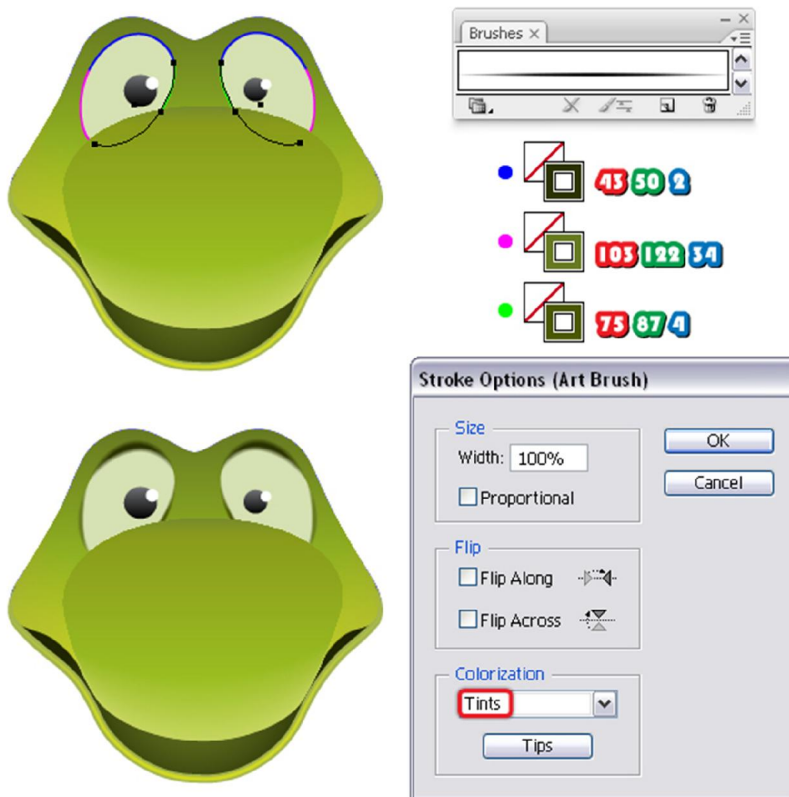 Brushes ×
43 50 2
103 122 34
75 87 4
Stroke Options (Art Brush)
Size
Width: 100%
Proportional
OK
Cancel
Flip
Flip Along
Flip Across
Colorization
Tints
Tips